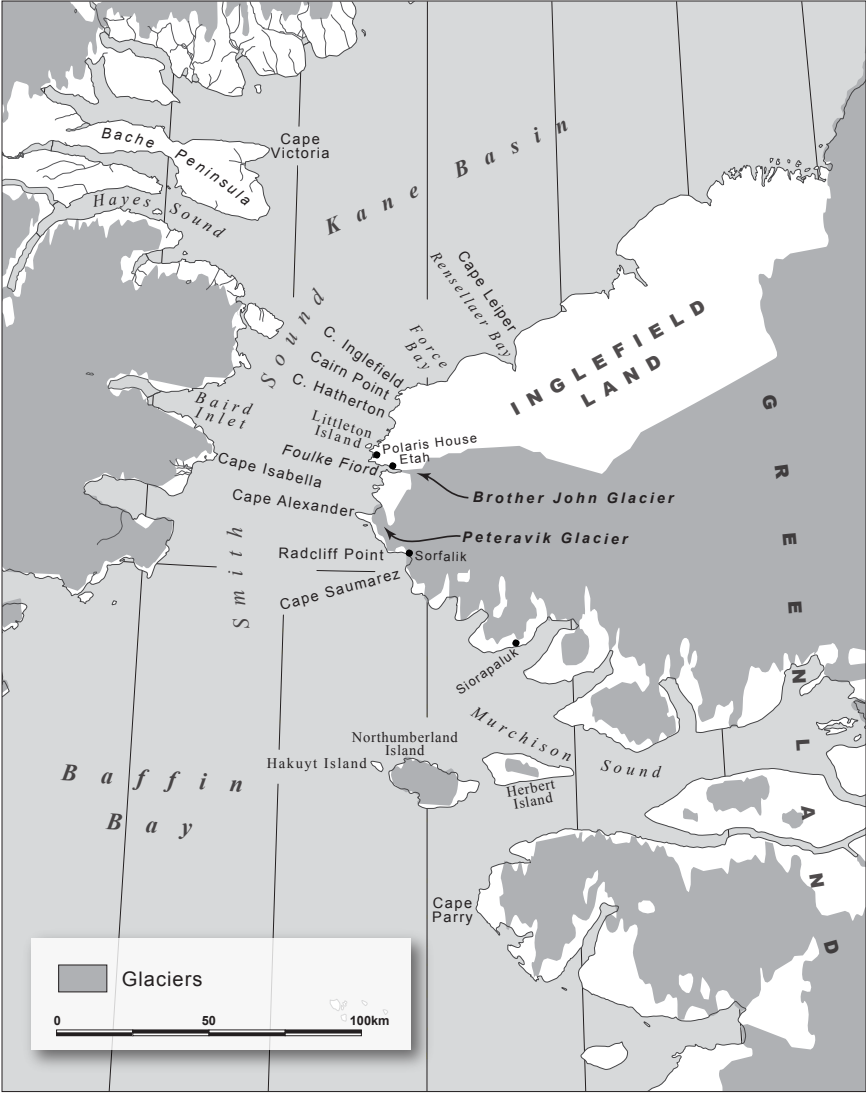 Cape
Victoria
Bache Peninsula
Kane Basin
Hayes Sound
Cape Leiper
Rensellaer Bay
Force
Bay
C. Inglefield
Cairn Point
C. Hatherton
INGLEFIELD
LAND
Smith Sound
Baird
Inlet
Littleton
Island
Polaris House
Etah
Foulke Fiord
Cape Isabella
Cape Alexander
Brother John Glacier
Peteravik Glacier
Radcliff Point
Sorfalik
Cape Saumarez
GREENLAND
Siorapaluk
Murchison Sound
Northumberland
Island
Hakuyt Island
Herbert
Island
Baffin
Bay
Cape
Parry
Glaciers
0 50 100km